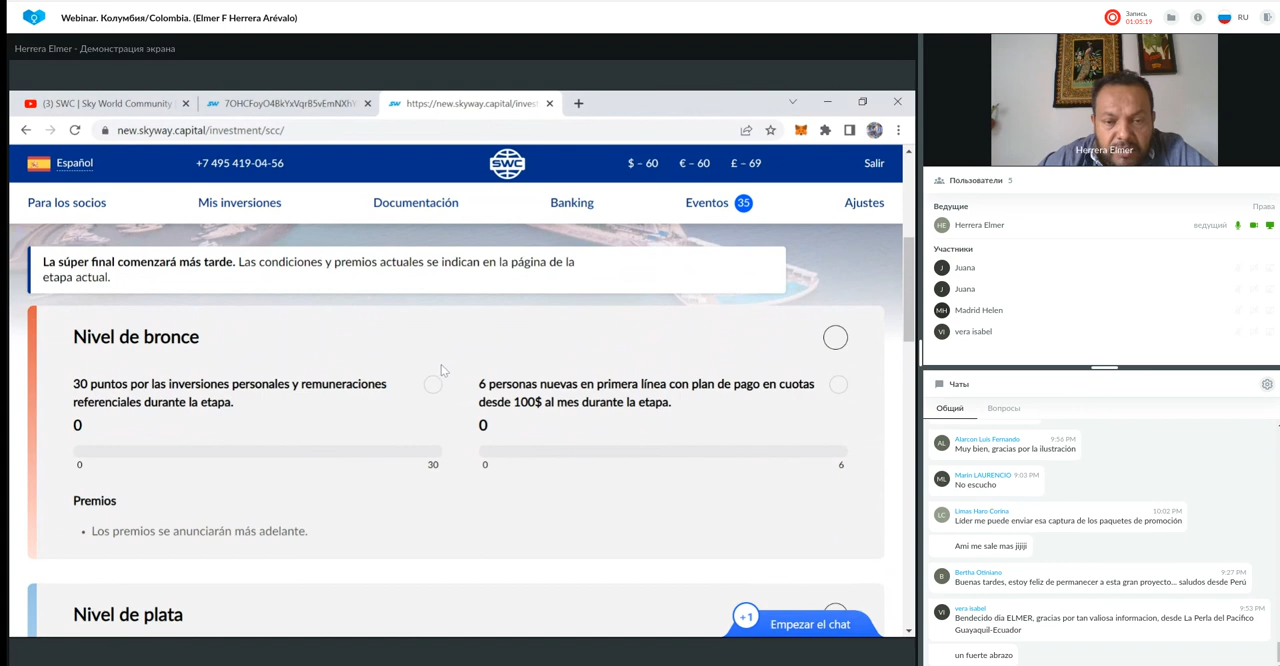 Webinar. Колумбия/Colombia. (Elmer F Herrera Arévalo)
Запись
01:05:19
RU
Herrera Elmer - Демонстрация экрана
(3) SWC | Sky World Community
7OHCFoyO4BkYxVqrB5vEmNXhY
https://new.skyway.capital/invest
new.skyway.capital/investment/scc/
Español
+7 495 419-04-56
SWC
$ – 60
€ – 60
£ – 69
Salir
Para los socios
Mis inversiones
Documentación
Banking
Eventos 35
Ajustes
La súper final comenzará más tarde. Las condiciones y premios actuales se indican en la página de la
etapa actual.
Nivel de bronce
30 puntos por las inversiones personales y remuneraciones
referenciales durante la etapa.
0
0
30
6 personas nuevas en primera línea con plan de pago en cuotas
desde 100$ al mes durante la etapa.
0
0
6
Premios
• Los premios se anunciarán más adelante.
Nivel de plata
+1
Empezar el chat
Herrera Elmer
Пользователи 5
Ведущие
Права
HE
Herrera Elmer
ведущий
Участники
J
Juana
J
Juana
MH
Madrid Helen
VI
vera isabel
Чаты
Общий
Вопросы
AL
Alarcon Luis Fernando 9:56 PM
Muy bien, gracias por la ilustración
ML
Marín LAURENCIO 9:03 PM
No escucho
LC
Limas Haro Corina 10:02 PM
Líder me puede enviar esa captura de los paquetes de promoción
Ami me sale mas jijiji
B
Bertha Otiniano 9:27 PM
Buenas tardes, estoy feliz de permanecer a esta gran proyecto... saludos desde Perú
VI
vera isabel 9:53 PM
Bendecido dia ELMER, gracias por tan valiosa informacion, desde La Perla del Pacifico
Guayaquil-Ecuador
un fuerte abrazo